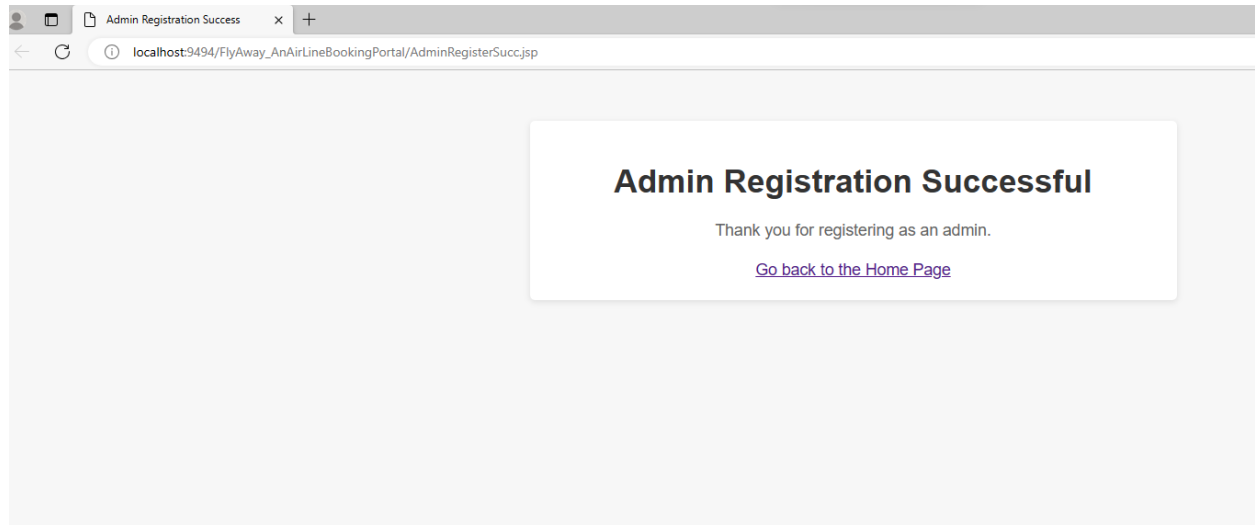 Admin Registration Success
localhost:9494/FlyAway_AnAirLineBookingPortal/AdminRegisterSucc.jsp
Admin Registration Successful
Thank you for registering as an admin.
Go back to the Home Page